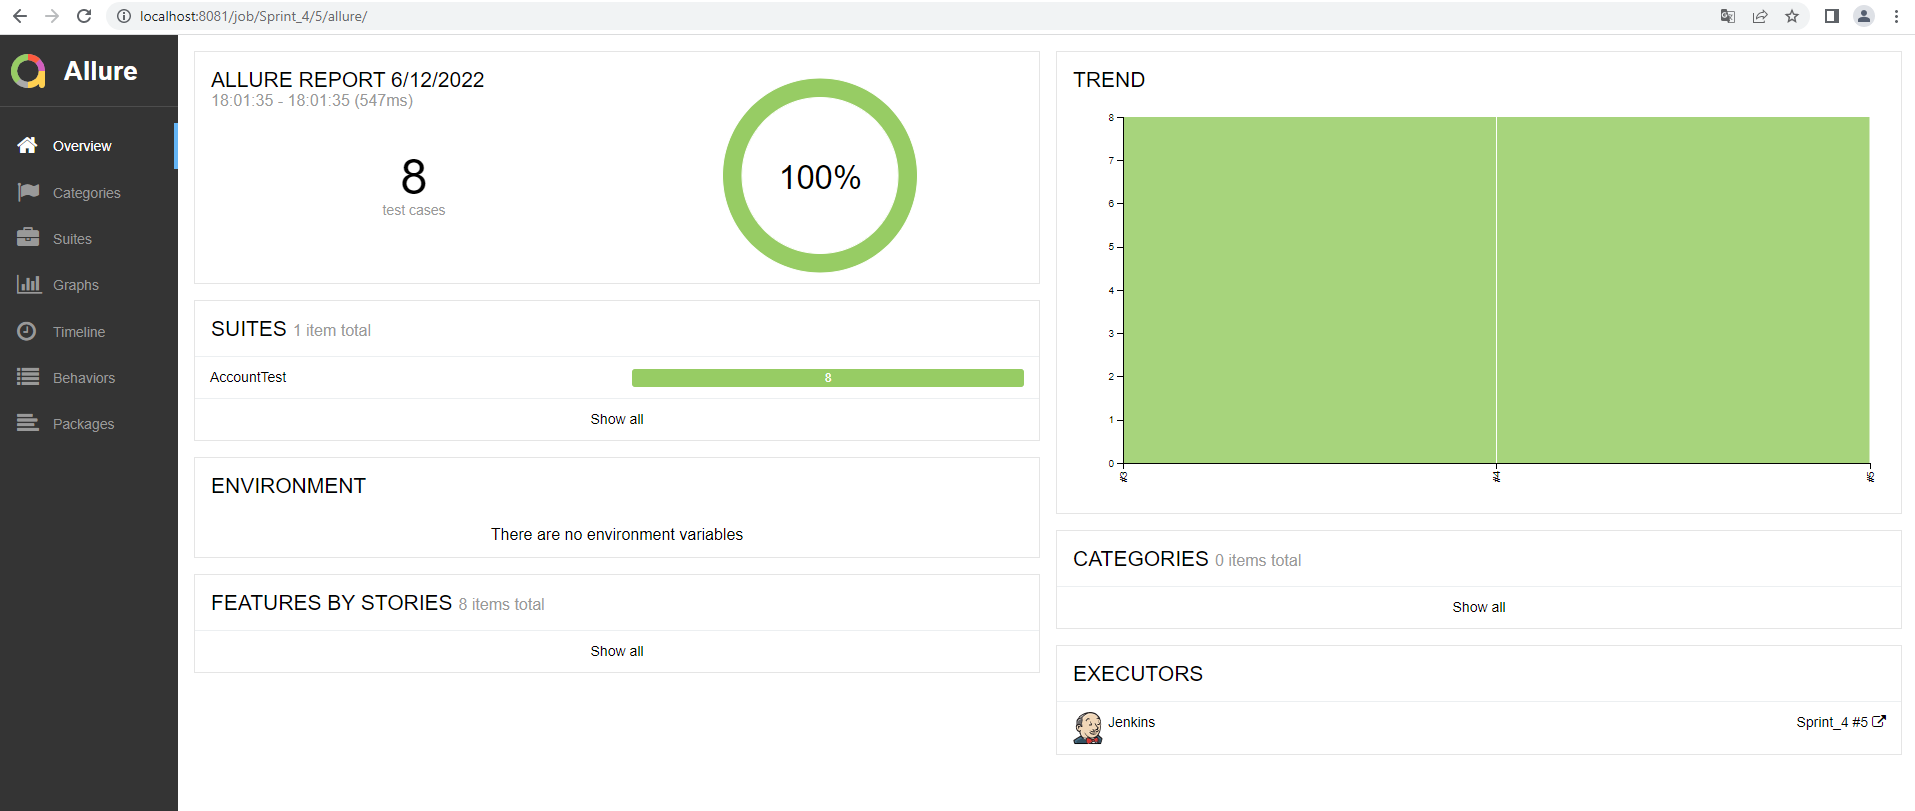 localhost:8081/job/Sprint_4/5/allure/
Allure
Overview
Categories
Suites
Graphs
Timeline
Behaviors
Packages
ALLURE REPORT 6/12/2022
18:01:35 - 18:01:35 (547ms)
8
test cases
100%
SUITES 1 item total
AccountTest 8
Show all
ENVIRONMENT
There are no environment variables
FEATURES BY STORIES 8 items total
Show all
TREND
8
7
6
5
4
3
2
1
0
#3 #4 #5
CATEGORIES 0 items total
Show all
EXECUTORS
Jenkins Sprint_4 #5